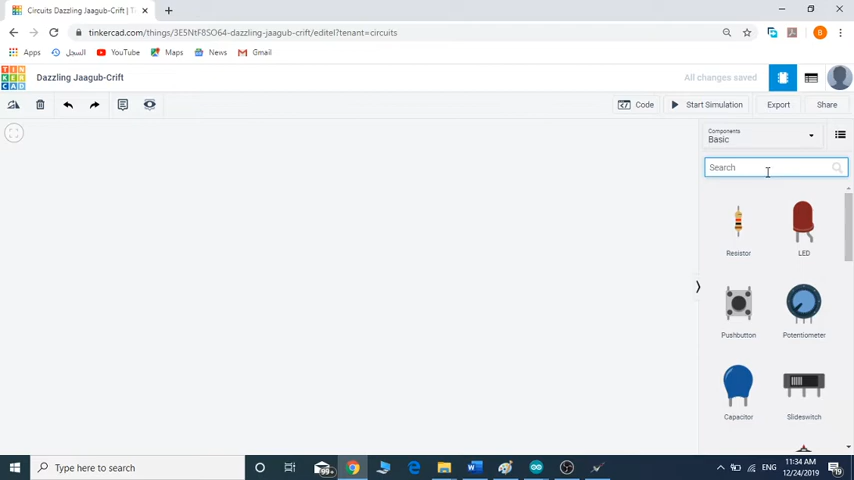 Circuits Dazzling Jaagub-Crift | T
tinkercad.com/things/3E5NtF8SO64-dazzling-jaagub-crift/editel?tenant=circuits
B
Apps السجل YouTube Maps News Gmail
TIN
KER
CAD
Dazzling Jaagub-Crift
All changes saved
Code Start Simulation Export Share
Components
Basic
Search
Resistor LED
Pushbutton Potentiometer
Capacitor Slideswitch
Type here to search
99+
ENG
11:34 AM
12/24/2019
19